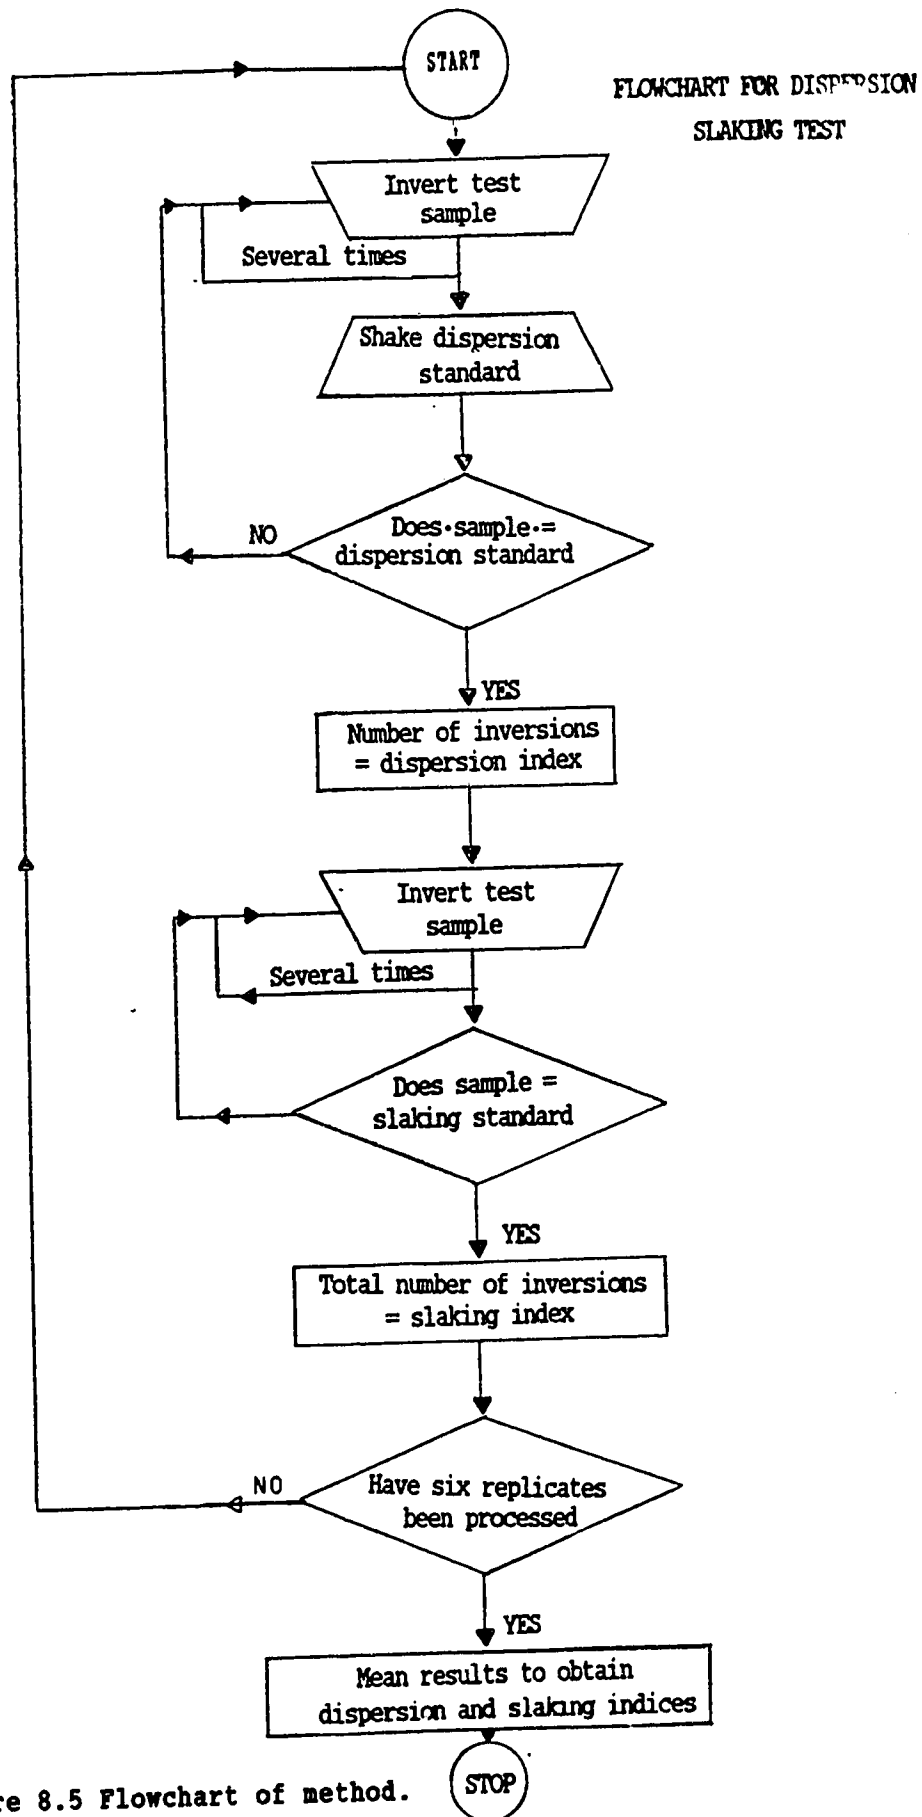 START
FLOWCHART FOR DISPERSION
SLAKING TEST
Invert test
sample
Several times
Shake dispersion
standard
Does·sample·=
dispersion standard
NO
YES
Number of inversions
= dispersion index
Invert test
sample
Several times
Does sample =
slaking standard
YES
Total number of inversions
= slaking index
Have six replicates
been processed
NO
YES
Mean results to obtain
dispersion and slaking indices
STOP
re 8.5 Flowchart of method.